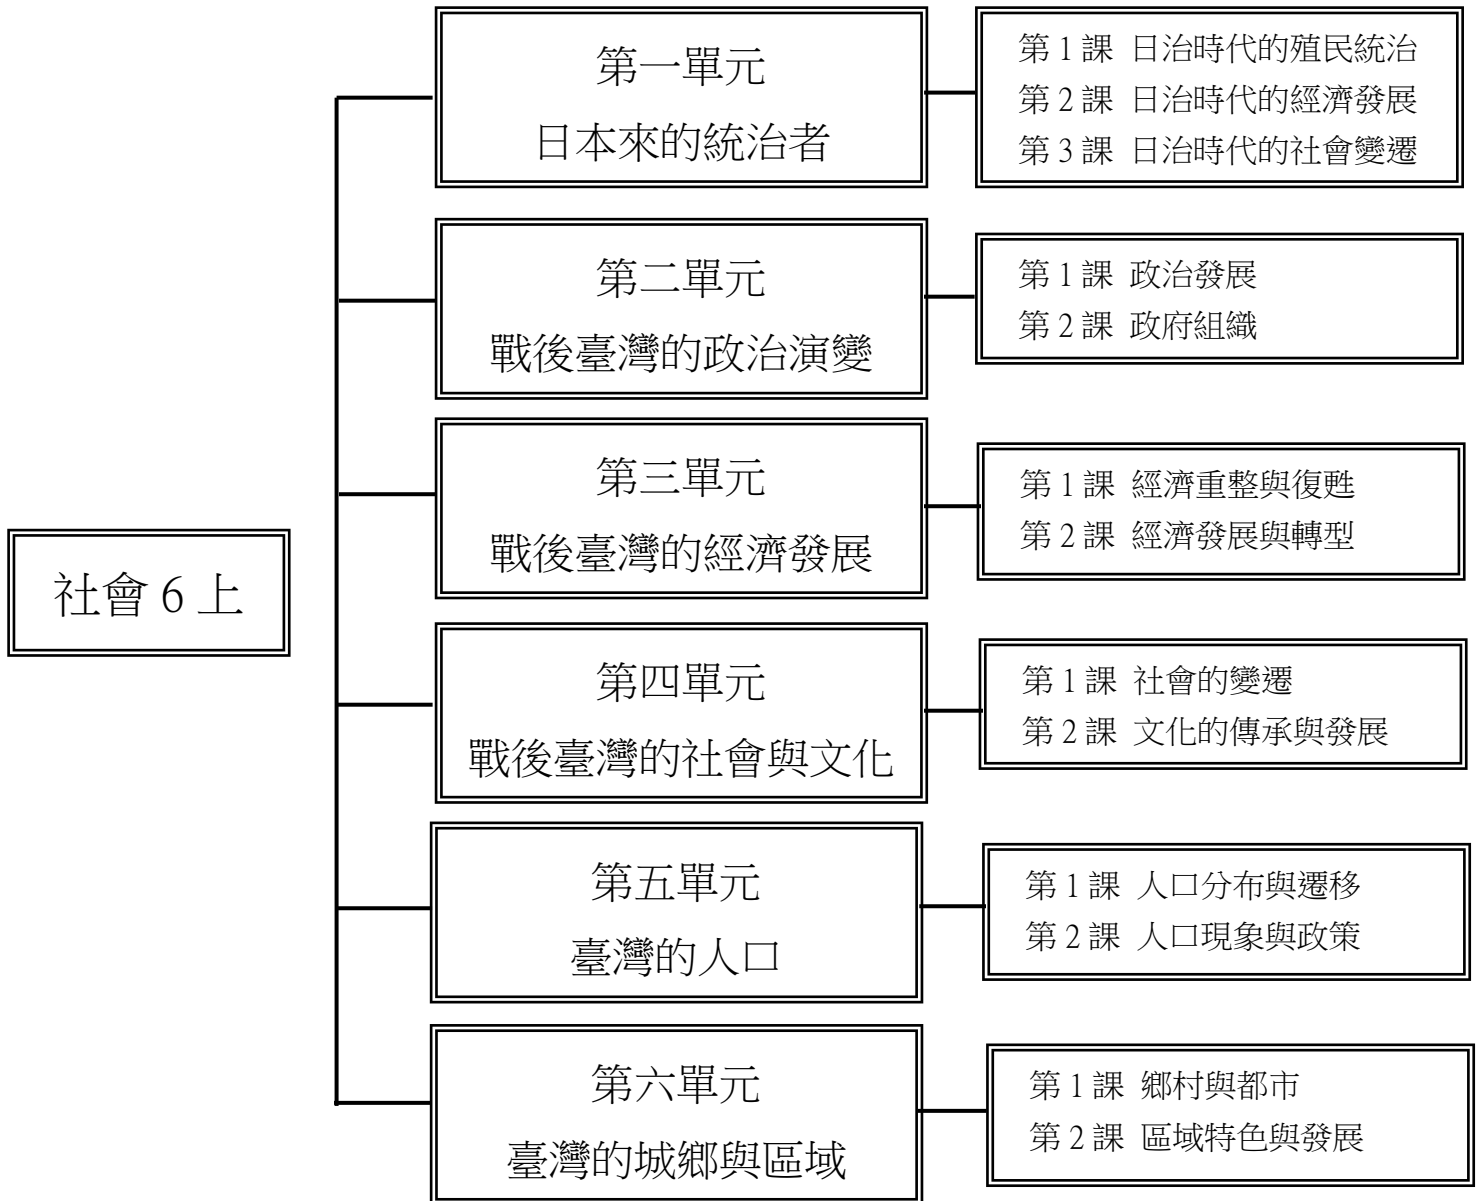 社會 6 上
第一單元
日本來的統治者
第 1 課 日治時代的殖民統治
第 2 課 日治時代的經濟發展
第 3 課 日治時代的社會變遷
第二單元
戰後臺灣的政治演變
第 1 課 政治發展
第 2 課 政府組織
第三單元
戰後臺灣的經濟發展
第 1 課 經濟重整與復甦
第 2 課 經濟發展與轉型
第四單元
戰後臺灣的社會與文化
第 1 課 社會的變遷
第 2 課 文化的傳承與發展
第五單元
臺灣的人口
第 1 課 人口分布與遷移
第 2 課 人口現象與政策
第六單元
臺灣的城鄉與區域
第 1 課 鄉村與都市
第 2 課 區域特色與發展